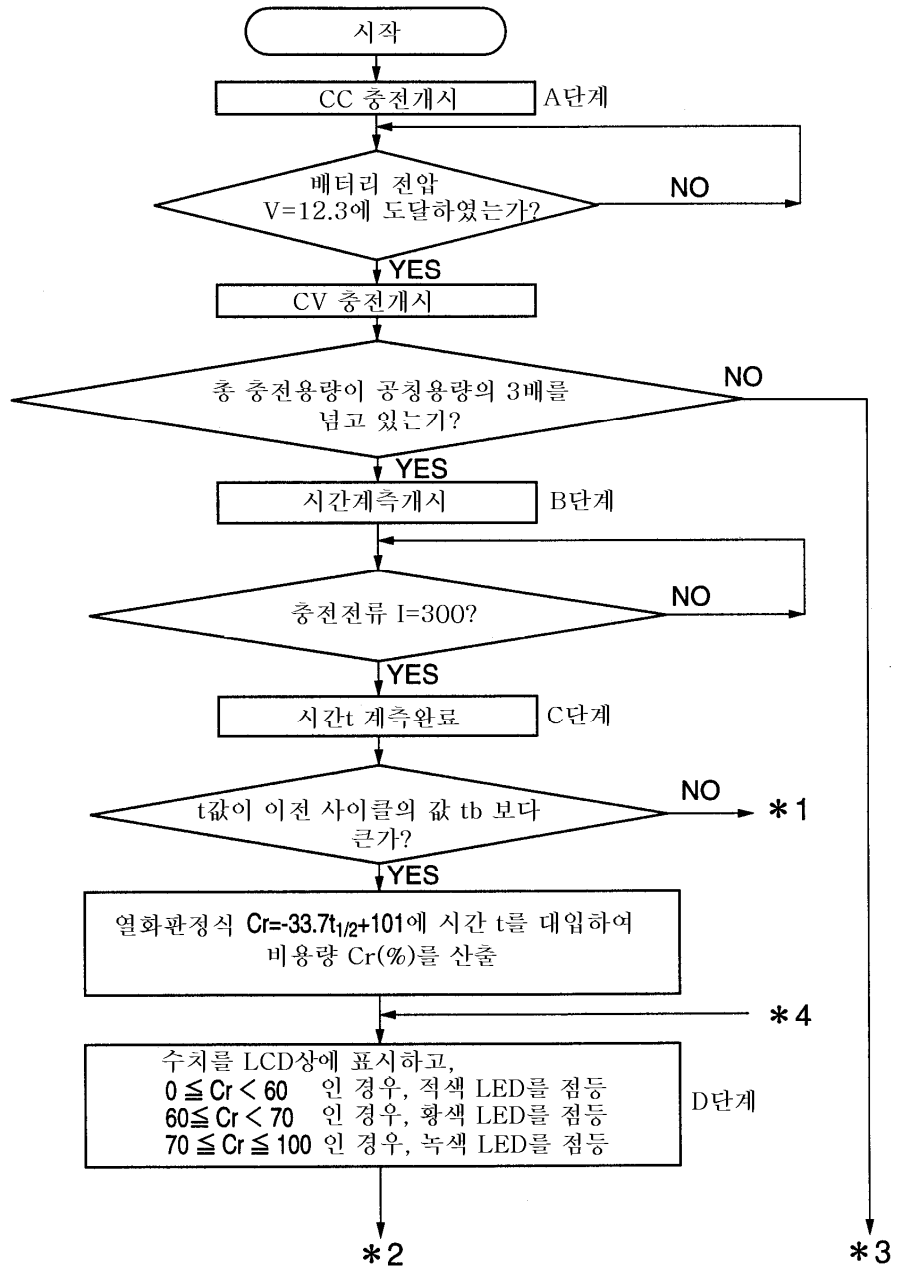 시작
CC 충전개시
A단계
배터리 전압
V=12.3에 도달하였는가?
NO
YES
CV 충전개시
총 충전용량이 공칭용량의 3배를
넘고 있는기?
NO
YES
시간계측개시
B단계
충전전류 I=300?
NO
YES
시간t 계측완료
C단계
t값이 이전 사이클의 값 tb 보다
큰가?
NO
*1
YES
열화판정식 Cr=-33.7t1/2+101에 시간 t를 대입하여
비용량 Cr(%)를 산출
*4
수치를 LCD상에 표시하고,
0 ≦ Cr < 60 인 경우, 적색 LED를 점등
60≦ Cr < 70 인 경우, 황색 LED를 점등
70 ≦ Cr ≦ 100 인 경우, 녹색 LED를 점등
D단계
*2
*3